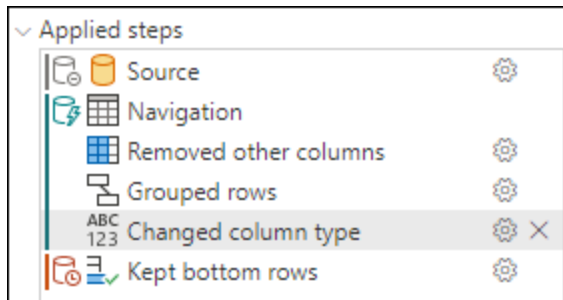 Applied steps
Source
Navigation
Removed other columns
Grouped rows
ABC
123 Changed column type
Kept bottom rows